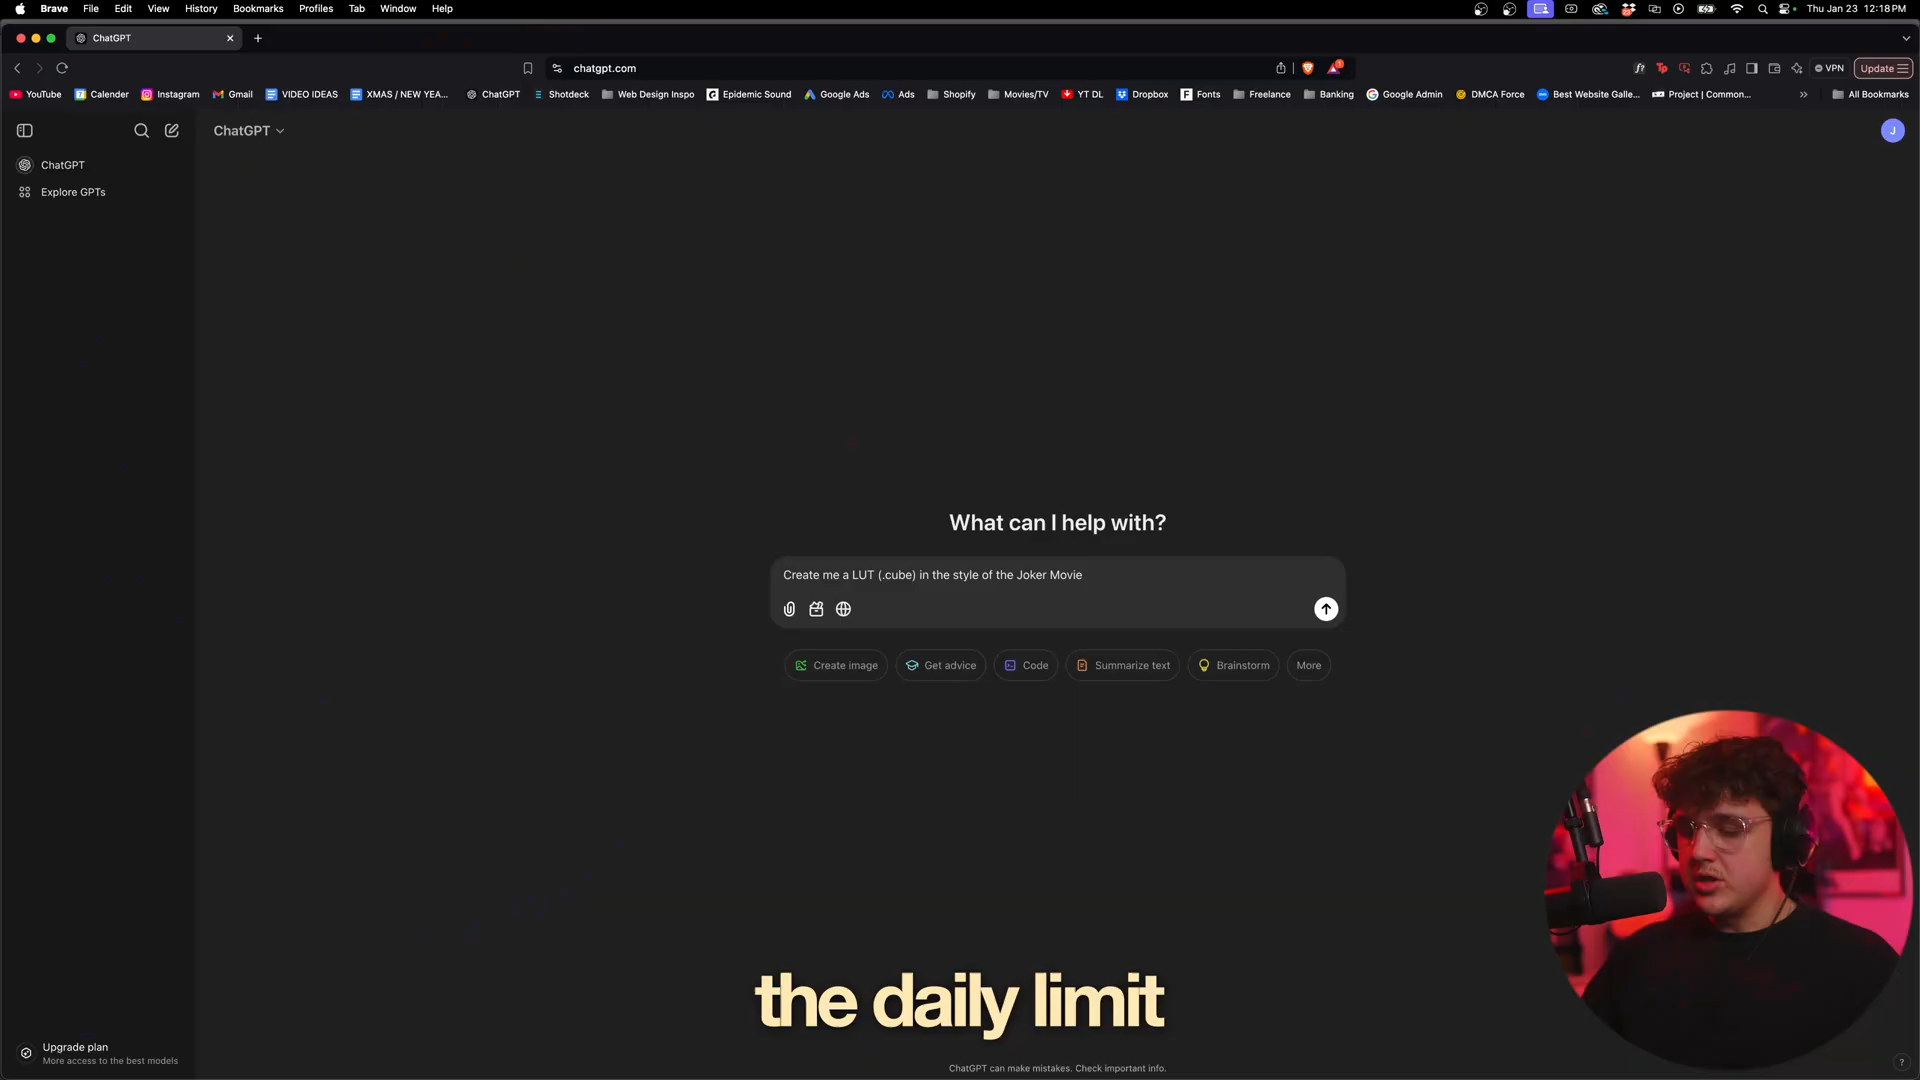 Brave File Edit View History Bookmarks Profiles Tab Window Help Thu Jan 23 12:18 PM
ChatGPT
chatgpt.com 1 VPN Update
YouTube Calender Instagram Gmail VIDEO IDEAS XMAS / NEW YEA... ChatGPT Shotdeck Web Design Inspo Epidemic Sound Google Ads Ads Shopify Movies/TV YT DL Dropbox Fonts Freelance Banking Google Admin DMCA Force Best Website Galle... Project | Common... All Bookmarks
ChatGPT J
ChatGPT
Explore GPTs
What can I help with?
Create me a LUT (.cube) in the style of the Joker Movie
Create image Get advice Code Summarize text Brainstorm More
the daily limit
Upgrade plan
More access to the best models
ChatGPT can make mistakes. Check important info. ?